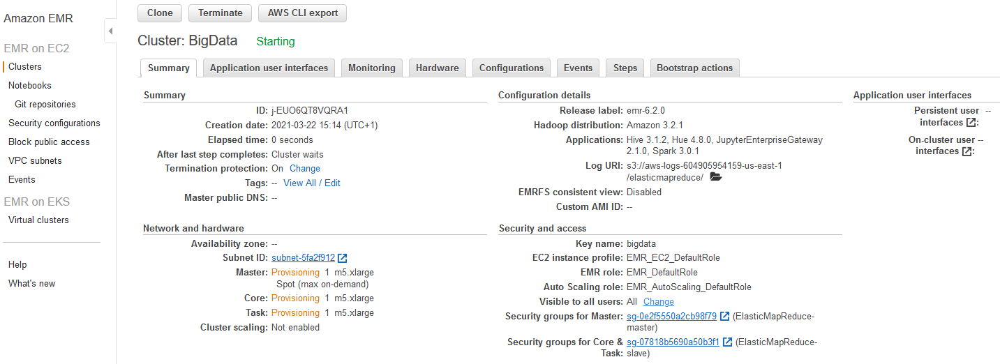 Amazon EMR
EMR on EC2
Clusters
Notebooks
Git repositories
Security configurations
Block public access
VPC subnets
Events
EMR on EKS
Virtual clusters
Help
What's new
Clone Terminate AWS CLI export
Cluster: BigData Starting
Summary Application user interfaces Monitoring Hardware Configurations Events Steps Bootstrap actions
Summary
ID: j-EUO6QT8VQRA1
Creation date: 2021-03-22 15:14 (UTC+1)
Elapsed time: 0 seconds
After last step completes: Cluster waits
Termination protection: On Change
Tags: -- View All / Edit
Master public DNS: --
Configuration details
Release label: emr-6.2.0
Hadoop distribution: Amazon 3.2.1
Applications: Hive 3.1.2, Hue 4.8.0, JupyterEnterpriseGateway
2.1.0, Spark 3.0.1
Log URI: s3://aws-logs-604905954159-us-east-1
/elasticmapreduce/
EMRFS consistent view: Disabled
Custom AMI ID: --
Application user interfaces
Persistent user --
interfaces :
On-cluster user --
interfaces :
Network and hardware
Availability zone: --
Subnet ID: subnet-5fa2f912
Master: Provisioning 1 m5.xlarge
Spot (max on-demand)
Core: Provisioning 1 m5.xlarge
Task: Provisioning 1 m5.xlarge
Cluster scaling: Not enabled
Security and access
Key name: bigdata
EC2 instance profile: EMR_EC2_DefaultRole
EMR role: EMR_DefaultRole
Auto Scaling role: EMR_AutoScaling_DefaultRole
Visible to all users: All Change
Security groups for Master: sg-0e2f5550a2cb98f79 (ElasticMapReduce-
master)
Security groups for Core & sg-07818b5690a50b3f1 (ElasticMapReduce-
Task: slave)